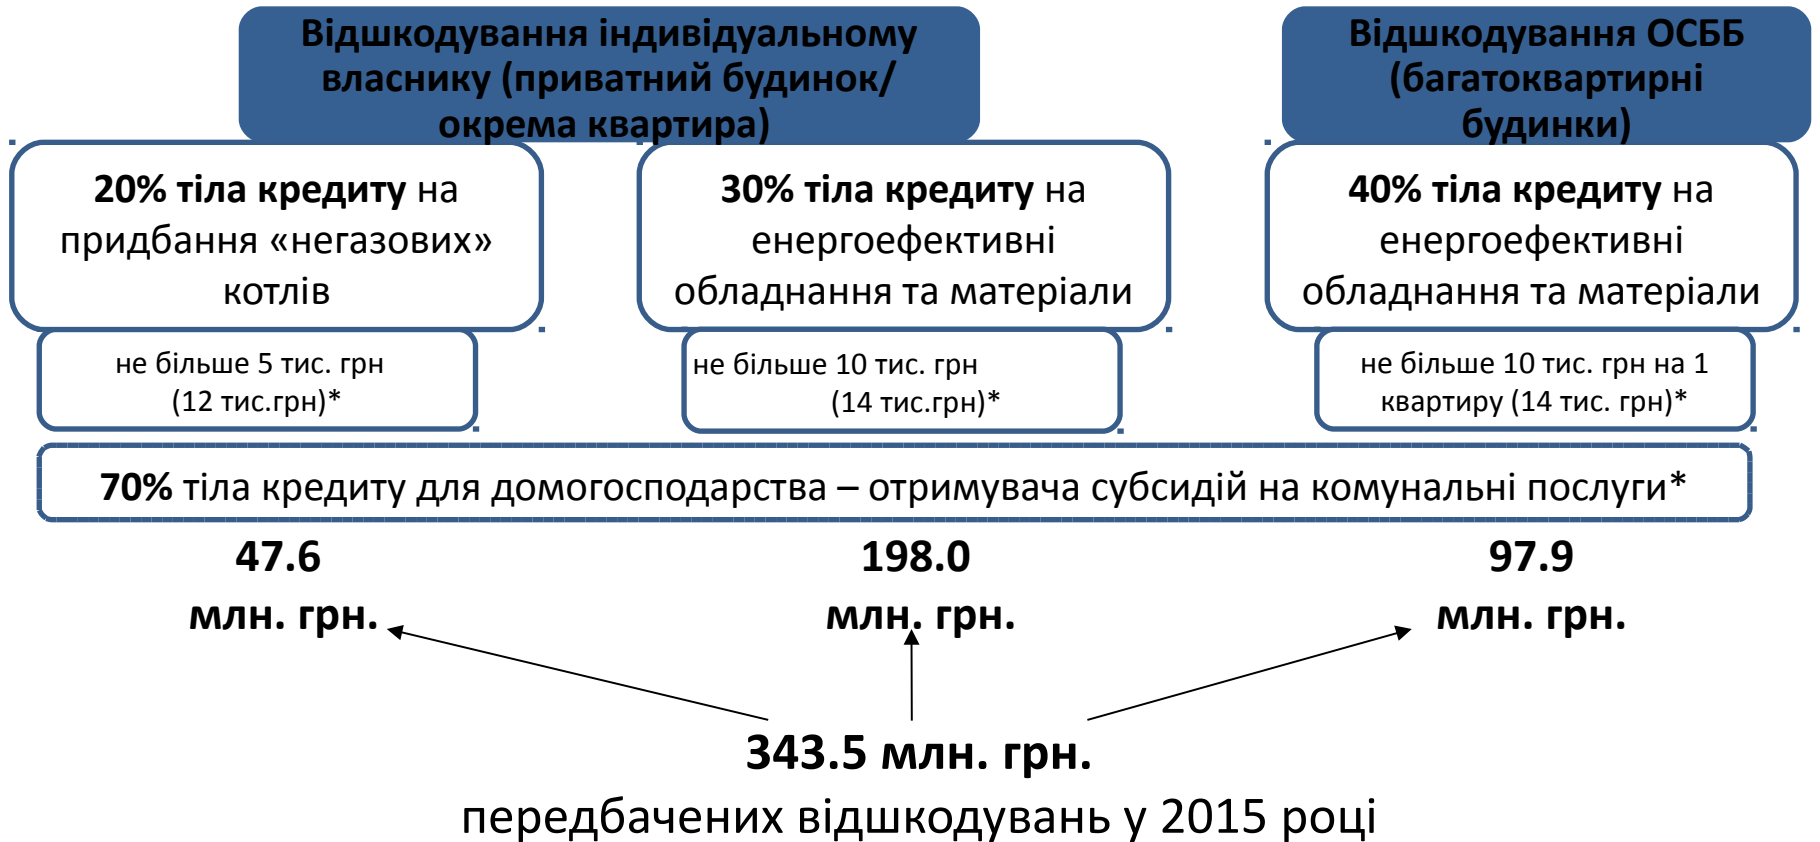 Відшкодування індивідуальному
власнику (приватний будинок/
окрема квартира)
Відшкодування ОСББ
(багатоквартирні
будинки)
20% тіла кредиту на
придбання «негазових»
котлів
30% тіла кредиту на
енергоефективні
обладнання та матеріали
40% тіла кредиту на
енергоефективні
обладнання та матеріали
не більше 5 тис. грн
(12 тис.грн)*
не більше 10 тис. грн
(14 тис.грн)*
не більше 10 тис. грн на 1
квартиру (14 тис. грн)*
70% тіла кредиту для домогосподарства – отримувача субсидій на комунальні послуги*
47.6
млн. грн.
198.0
млн. грн.
97.9
млн. грн.
343.5 млн. грн.
передбачених відшкодувань у 2015 році